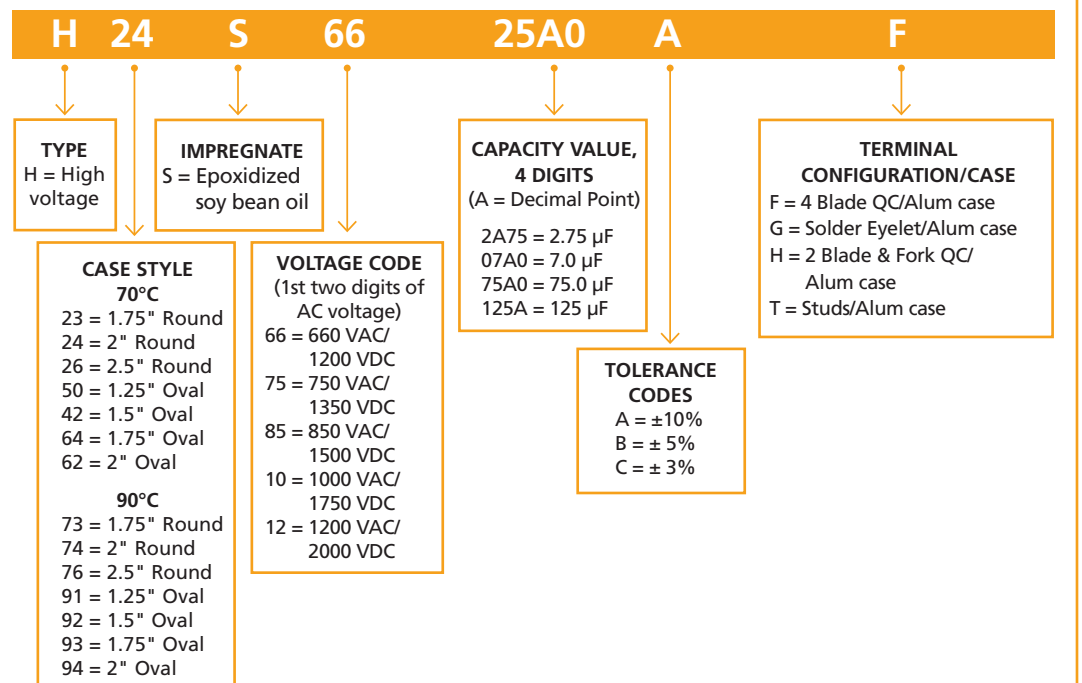 H 24 S 66 25A0 A F
TYPE
H = High
voltage
IMPREGNATE
S = Epoxidized
soy bean oil
CAPACITY VALUE,
4 DIGITS
(A = Decimal Point)
2A75 = 2.75 µF
07A0 = 7.0 µF
75A0 = 75.0 µF
125A = 125 µF
TERMINAL
CONFIGURATION/CASE
F = 4 Blade QC/Alum case
G = Solder Eyelet/Alum case
H = 2 Blade & Fork QC/
Alum case
T = Studs/Alum case
CASE STYLE
70°C
23 = 1.75" Round
24 = 2" Round
26 = 2.5" Round
50 = 1.25" Oval
42 = 1.5" Oval
64 = 1.75" Oval
62 = 2" Oval
90°C
73 = 1.75" Round
74 = 2" Round
76 = 2.5" Round
91 = 1.25" Oval
92 = 1.5" Oval
93 = 1.75" Oval
94 = 2" Oval
VOLTAGE CODE
(1st two digits of
AC voltage)
66 = 660 VAC/
1200 VDC
75 = 750 VAC/
1350 VDC
85 = 850 VAC/
1500 VDC
10 = 1000 VAC/
1750 VDC
12 = 1200 VAC/
2000 VDC
TOLERANCE
CODES
A = ±10%
B = ± 5%
C = ± 3%